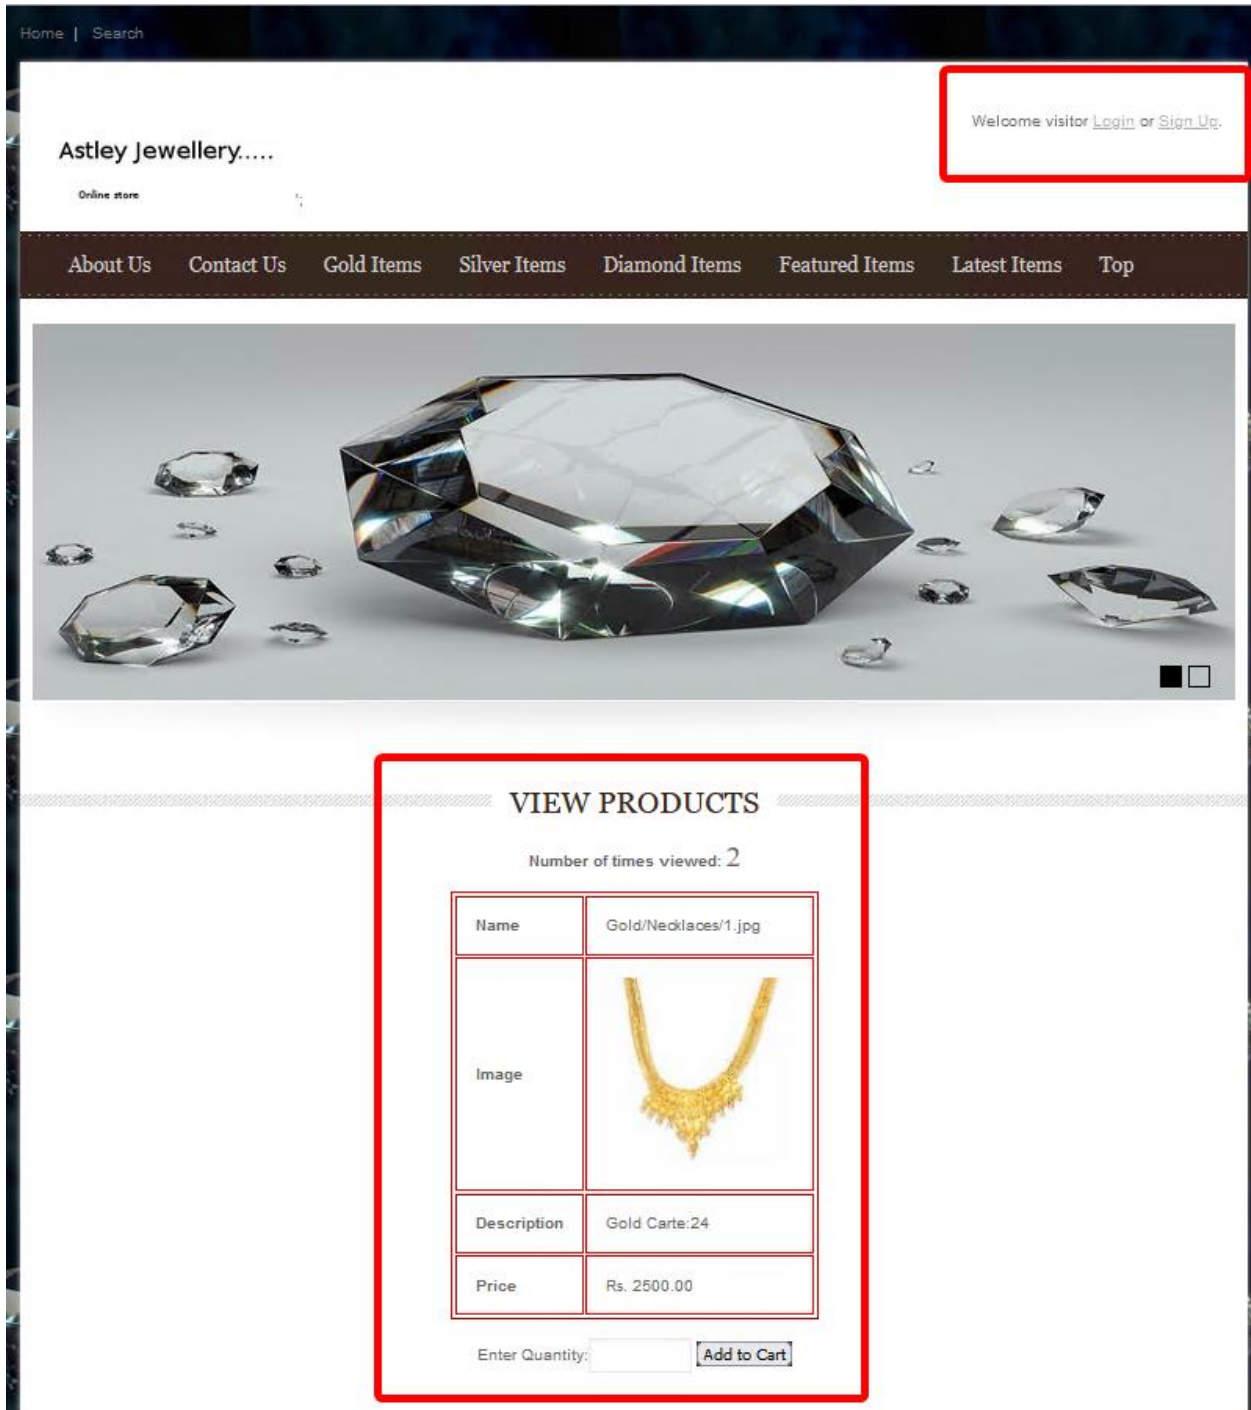 Home | Search
Welcome visitor Login or Sign Up.
Astley Jewellery.....
Online store
About Us Contact Us Gold Items Silver Items Diamond Items Featured Items Latest Items Top
VIEW PRODUCTS
Number of times viewed: 2
Name Gold/Necklaces/1.jpg
Image
Description Gold Carte:24
Price Rs. 2500.00
Enter Quantity: Add to Cart